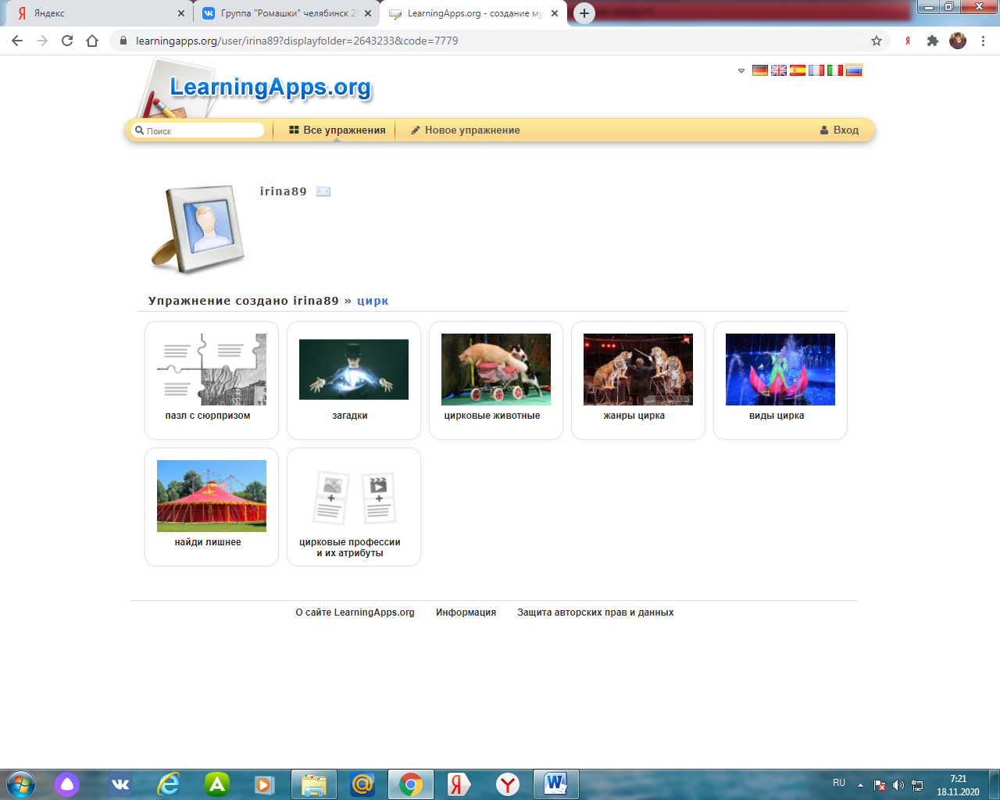 Яндекс
Группа "Ромашки" челябинск 2
LearningApps.org - создание му
learningapps.org/user/irina89?displayfolder=2643233&code=7779
LearningApps.org
Поиск
Все упражнения
Новое упражнение
Вход
irina89
Упражнение создано irina89 » цирк
пазл с сюрпризом
загадки
цирковые животные
жанры цирка
виды цирка
найди лишнее
цирковые профессии
и их атрибуты
О сайте LearningApps.org
Информация
Защита авторских прав и данных
RU
7:21
18.11.2020